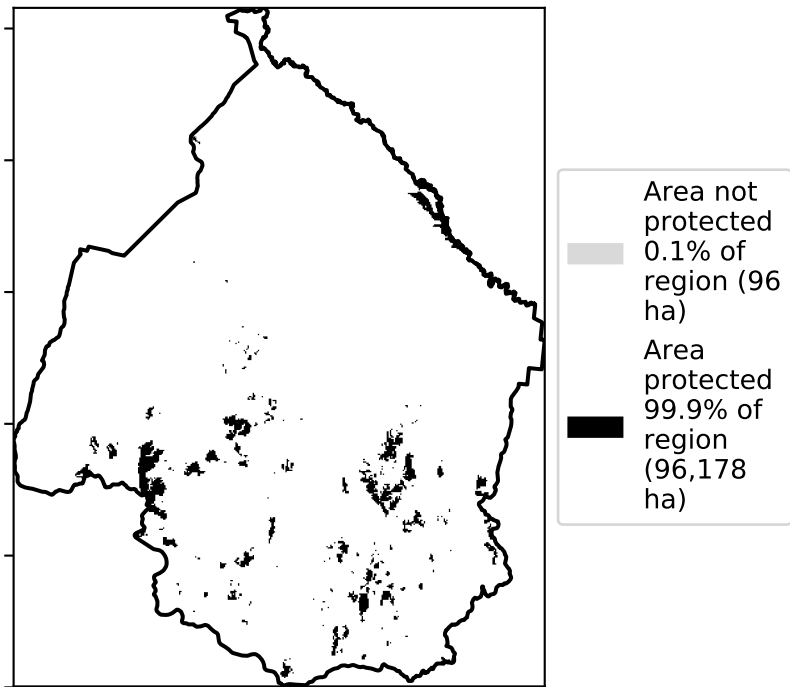 Area not
protected
0.1% of
region (96
ha)
Area
protected
99.9% of
region
(96,178
ha)